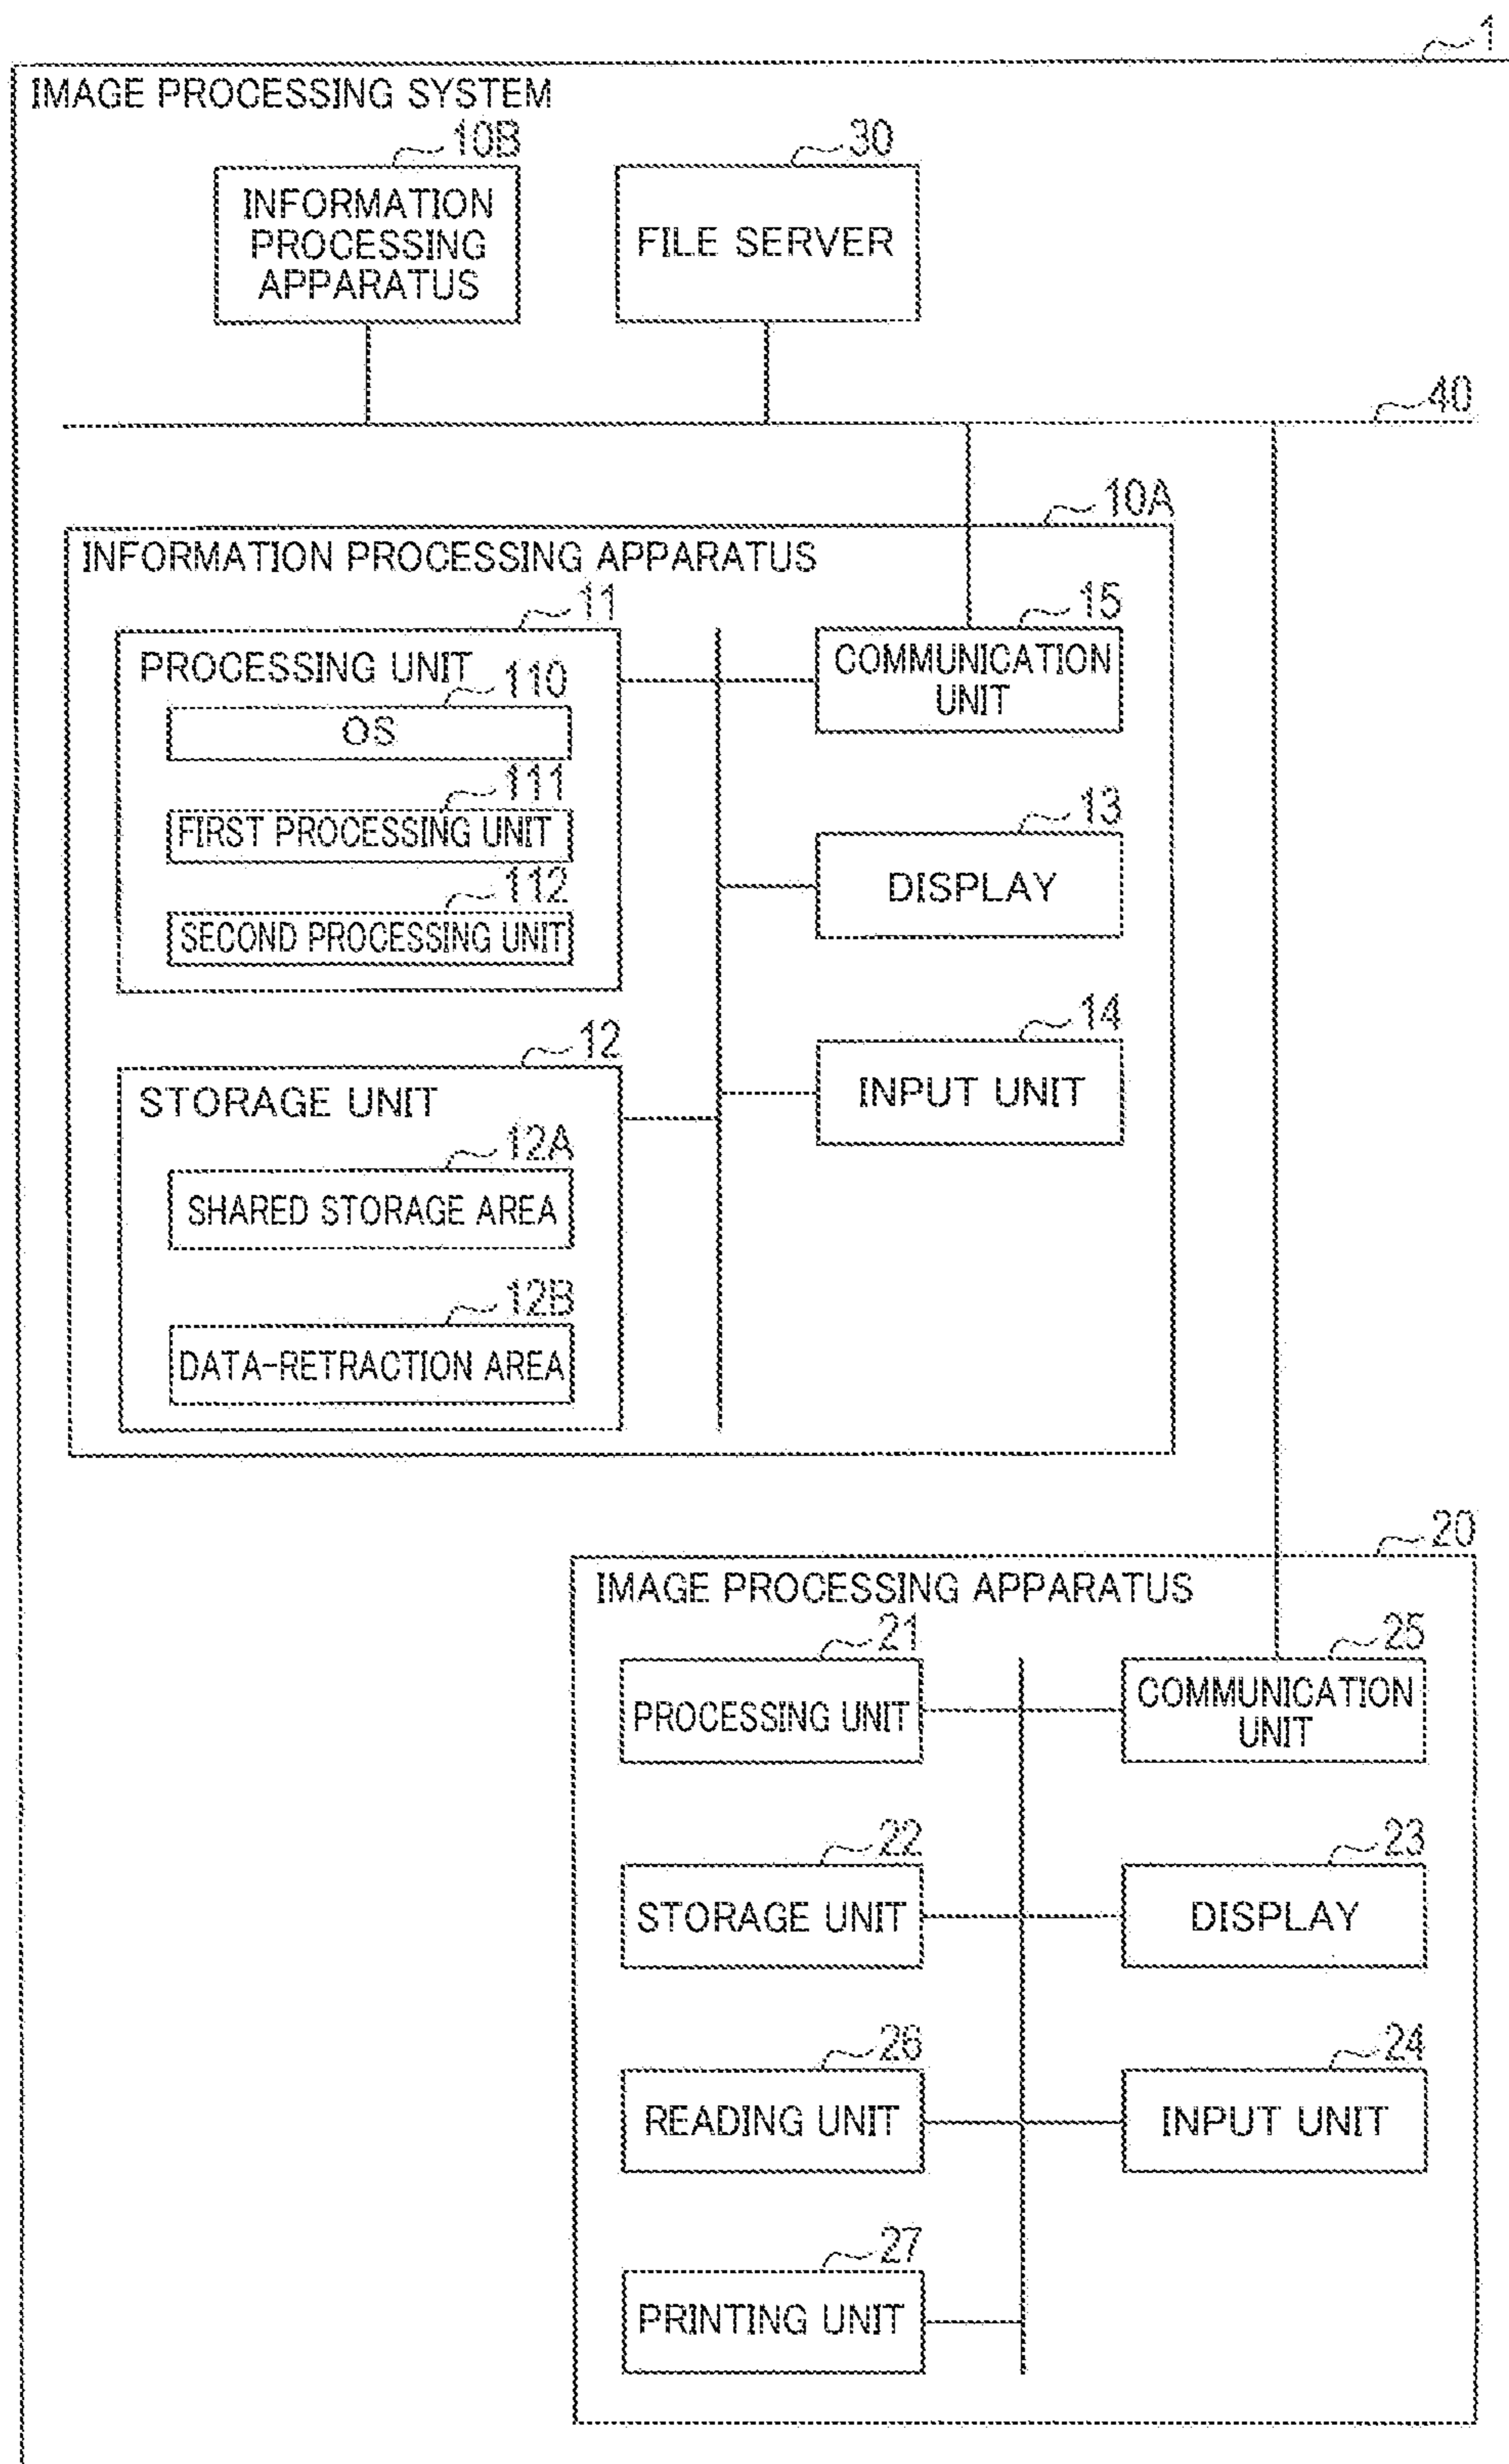 1
IMAGE PROCESSING SYSTEM
10B
30
INFORMATION
PROCESSING
APPARATUS
FILE SERVER
40
10A
INFORMATION PROCESSING APPARATUS
11
15
PROCESSING UNIT
COMMUNICATION
UNIT
110
OS
111
FIRST PROCESSING UNIT
13
DISPLAY
112
SECOND PROCESSING UNIT
12
14
STORAGE UNIT
INPUT UNIT
12A
SHARED STORAGE AREA
12B
DATA-RETRACTION AREA
20
IMAGE PROCESSING APPARATUS
21
25
PROCESSING UNIT
COMMUNICATION
UNIT
22
23
STORAGE UNIT
DISPLAY
26
24
READING UNIT
INPUT UNIT
27
PRINTING UNIT